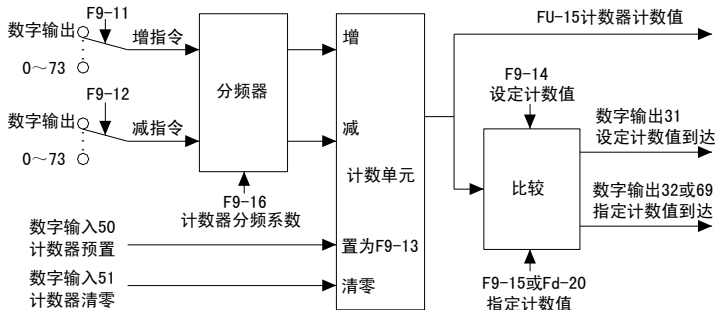 F9-11
数字输出
增指令
0～73
F9-12
数字输出
减指令
0～73
分频器
F9-16
计数器分频系数
数字输入50
计数器预置
数字输入51
计数器清零
增
减
计数单元
置为F9-13
清零
FU-15计数器计数值
F9-14
设定计数值
比较
数字输出31
设定计数值到达
数字输出32或69
指定计数值到达
F9-15或Fd-20
指定计数值